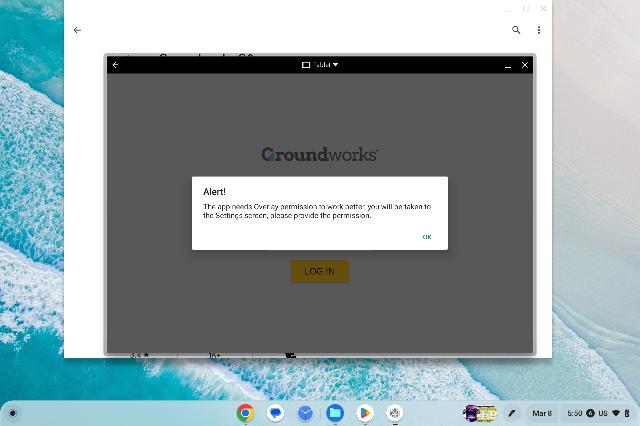 Tablet
Groundworks
Alert!
The app needs Overlay permission to work better, you will be taken to
the Settings screen, please provide the permission.
OK
LOG IN
3.4 ★
1K+
Mar 8
5:50
US